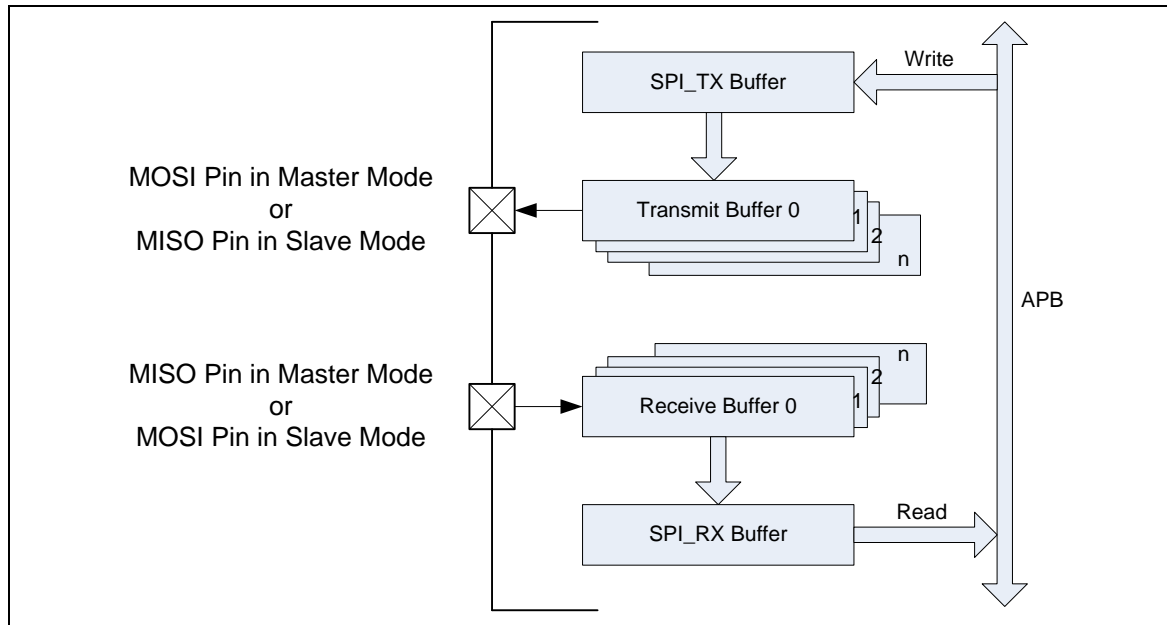 Write
SPI_TX Buffer
MOSI Pin in Master Mode
or
MISO Pin in Slave Mode
Transmit Buffer 0
1
2
n
APB
n
2
1
MISO Pin in Master Mode
or
MOSI Pin in Slave Mode
Receive Buffer 0
Read
SPI_RX Buffer